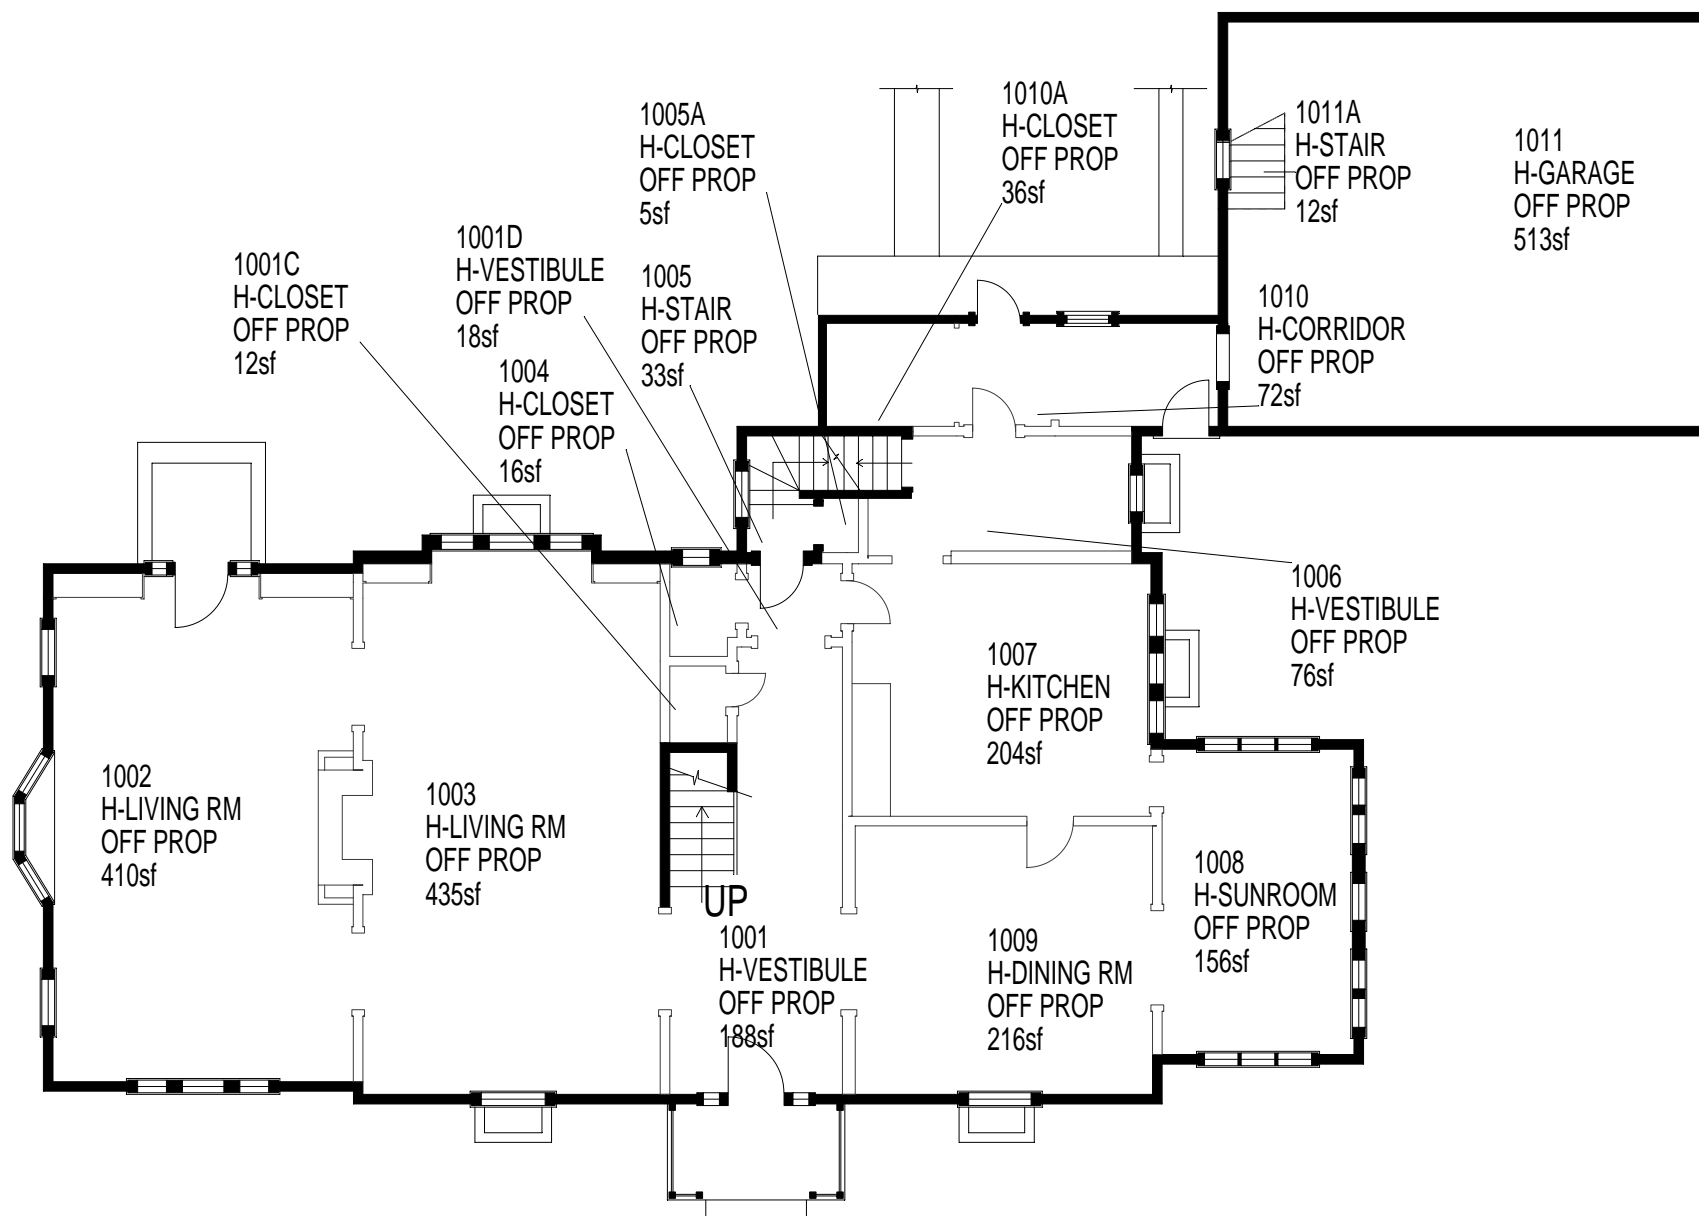 1010A
H-CLOSET
OFF PROP
36sf
1005A
H-CLOSET
OFF PROP
5sf
1011A
H-STAIR
OFF PROP
12sf
1011
H-GARAGE
OFF PROP
513sf
1001C
H-CLOSET
OFF PROP
12sf
1001D
H-VESTIBULE
OFF PROP
18sf
1005
H-STAIR
OFF PROP
33sf
1010
H-CORRIDOR
OFF PROP
72sf
1004
H-CLOSET
OFF PROP
16sf
1006
H-VESTIBULE
OFF PROP
76sf
1007
H-KITCHEN
OFF PROP
204sf
1002
H-LIVING RM
OFF PROP
410sf
1003
H-LIVING RM
OFF PROP
435sf
UP
1008
H-SUNROOM
OFF PROP
156sf
1001
H-VESTIBULE
OFF PROP
188sf
1009
H-DINING RM
OFF PROP
216sf